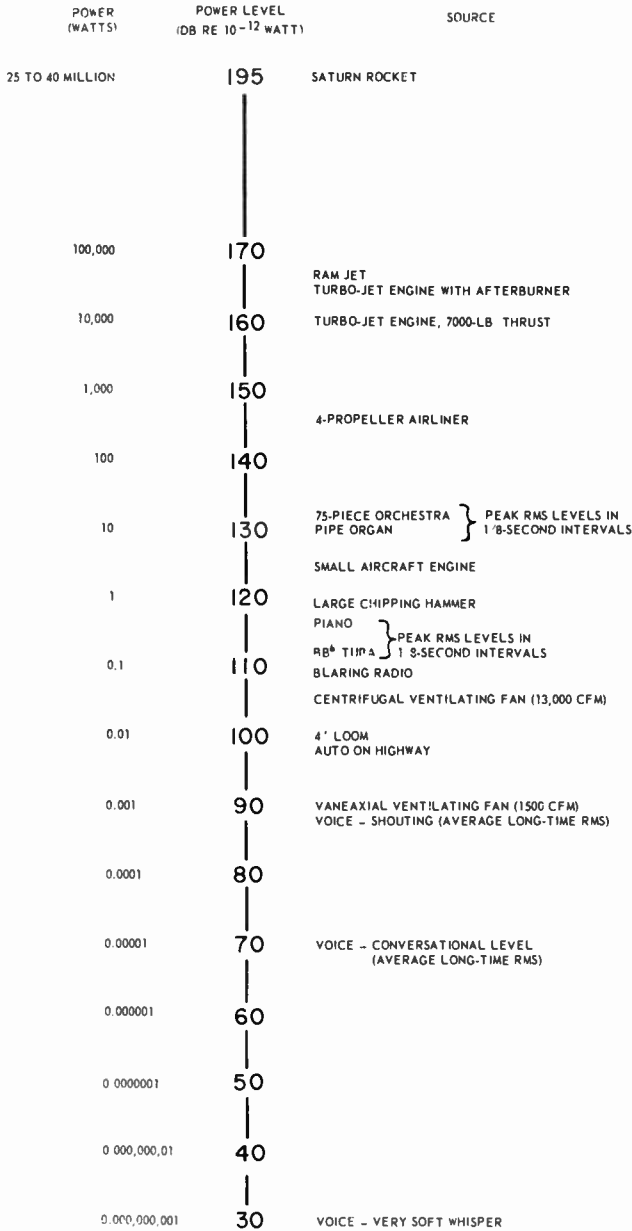 POWER (WATTS) POWER LEVEL (DB RE 10⁻¹² WATT) SOURCE
25 TO 40 MILLION 195 SATURN ROCKET
100,000 170
RAM JET
TURBO-JET ENGINE WITH AFTERBURNER
10,000 160 TURBO-JET ENGINE, 7000-LB THRUST
1,000 150
4-PROPELLER AIRLINER
100 140
75-PIECE ORCHESTRA } PEAK RMS LEVELS IN
10 130 PIPE ORGAN 1/8-SECOND INTERVALS
SMALL AIRCRAFT ENGINE
1 120
LARGE CHIPPING HAMMER
PIANO } PEAK RMS LEVELS IN
BB♭ 1/8-SECOND INTERVALS
0.1 110 BLARING RADIO
CENTRIFUGAL VENTILATING FAN (13,000 CFM)
0.01 100 4' LOOM
AUTO ON HIGHWAY
0.001 90 VANEAXIAL VENTILATING FAN (1500 CFM)
VOICE – SHOUTING (AVERAGE LONG-TIME RMS)
0.0001 80
0.00001 70 VOICE – CONVERSATIONAL LEVEL
(AVERAGE LONG-TIME RMS)
0.000001 60
0.0000001 50
0.000,000,01 40
0.000,000,001 30 VOICE – VERY SOFT WHISPER